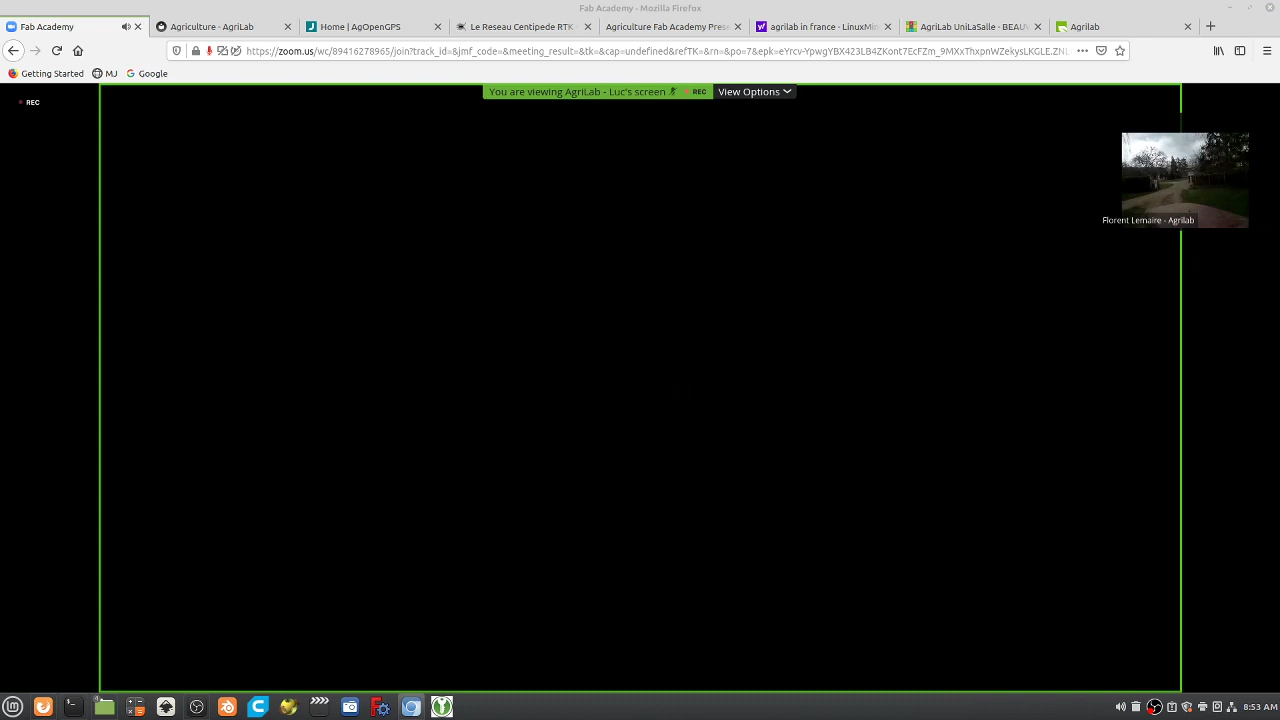 Fab Academy - Mozilla Firefox
Fab Academy
Agriculture - AgriLab
Home | AgOpenGPS
Le Reseau Centipede RTK
Agriculture Fab Academy Prese
agrilab in france - LinuxMin
AgriLab UniLaSalle - BEAUV
Agrilab
https://zoom.us/wc/89416278965/join?track_id=&jmf_code=&meeting_result=&tk=&cap=undefined&refTK=&rn=&po=7&epk=eYrcv-YpwgYBX423LB4ZKont7EcFZm_9MXxThxpnWZekysLKGLE.ZNL
Getting Started
MJ
Google
REC
You are viewing AgriLab - Luc's screen
REC
View Options
Florent Lemaire - Agrilab
8:53 AM